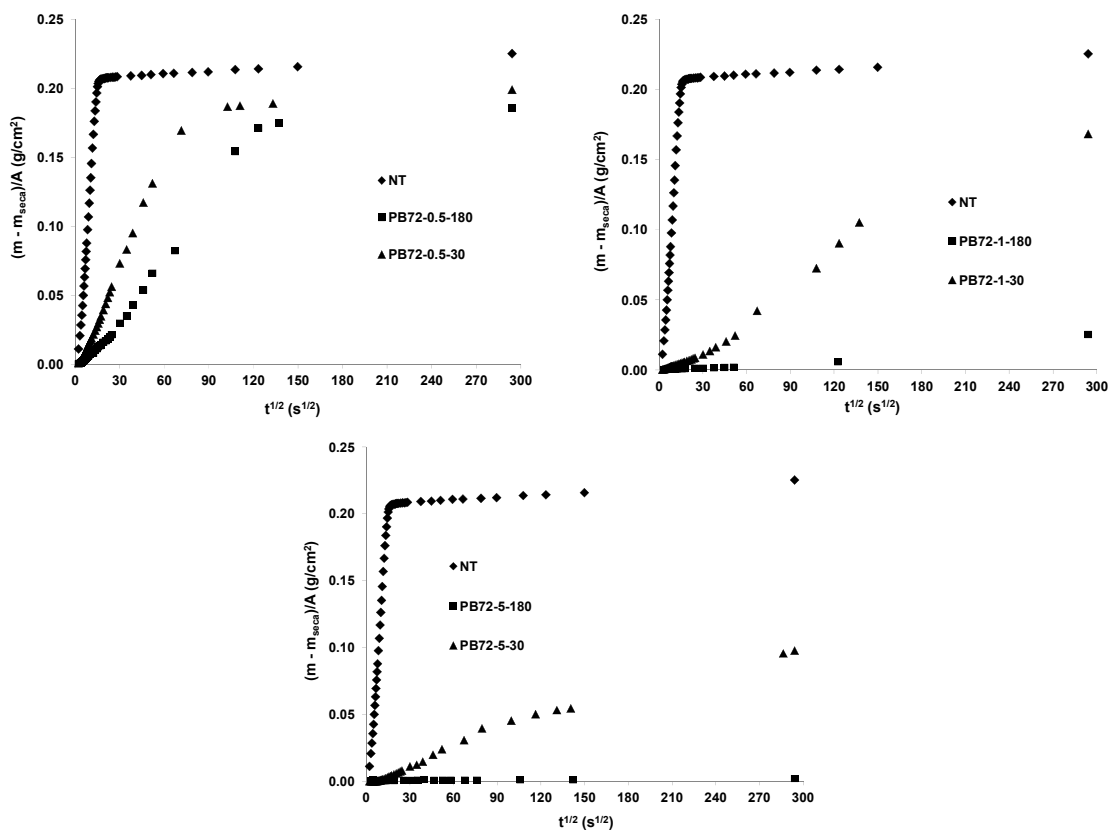 0.25
0.20
0.15
0.10
0.05
0.00
(m - mseca)/A (g/cm²)
0 30 60 90 120 150 180 210 240 270 300
t1/2 (s1/2)
NT
PB72-0.5-180
PB72-0.5-30
0.25
0.20
0.15
0.10
0.05
0.00
(m - mseca)/A (g/cm²)
0 30 60 90 120 150 180 210 240 270 300
t1/2 (s1/2)
NT
PB72-1-180
PB72-1-30
0.25
0.20
0.15
0.10
0.05
0.00
(m - mseca)/A (g/cm²)
0 30 60 90 120 150 180 210 240 270 300
t1/2 (s1/2)
NT
PB72-5-180
PB72-5-30